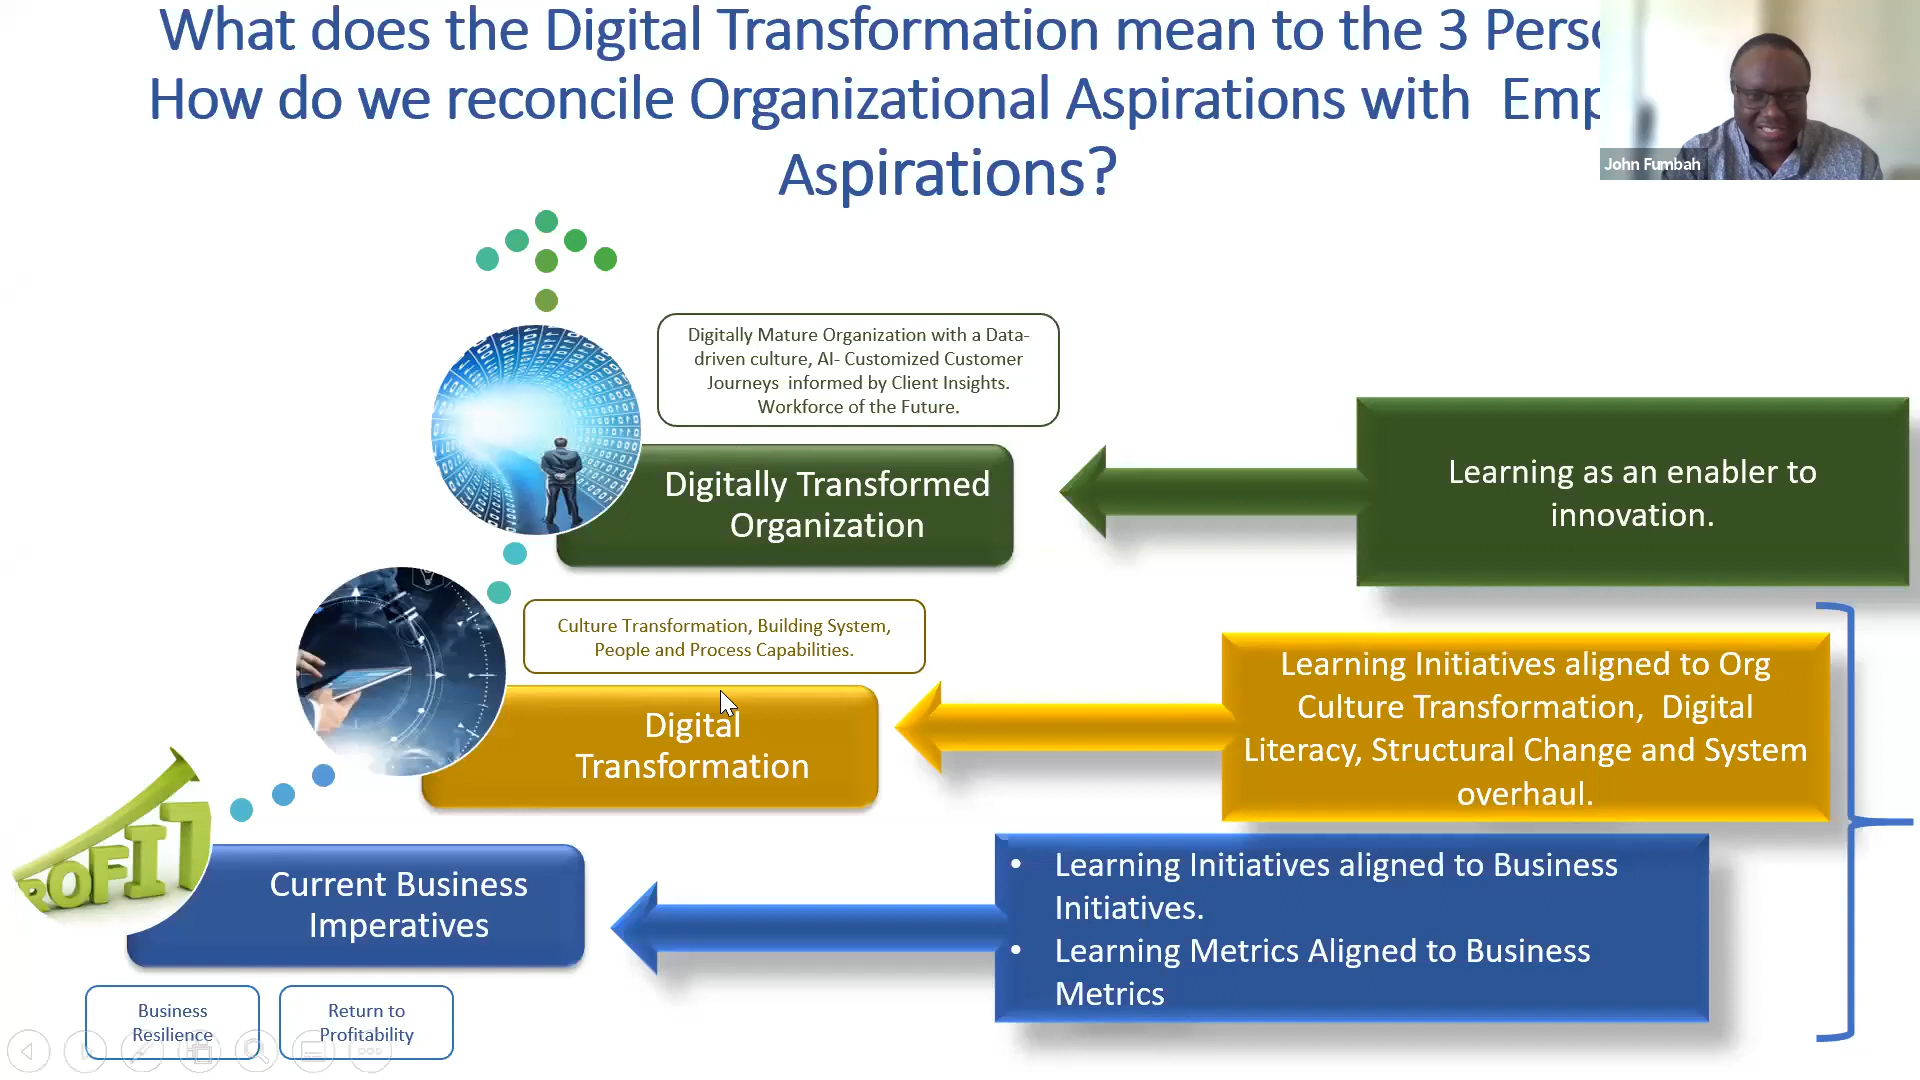 What does the Digital Transformation mean to the 3
How do we reconcile Organizational Aspirations with
Aspirations?
John Fumbah
Digitally Mature Organization with a Data-
driven culture, AI- Customized Customer
Journeys informed by Client Insights.
Workforce of the Future.
Digitally Transformed
Organization
Learning as an enabler to
innovation.
Culture Transformation, Building System,
People and Process Capabilities.
Digital
Transformation
Learning Initiatives aligned to Org
Culture Transformation, Digital
Literacy, Structural Change and System
overhaul.
Current Business
Imperatives
• Learning Initiatives aligned to Business
Initiatives.
• Learning Metrics Aligned to Business
Metrics
Business
Resilience
Return to
Profitability